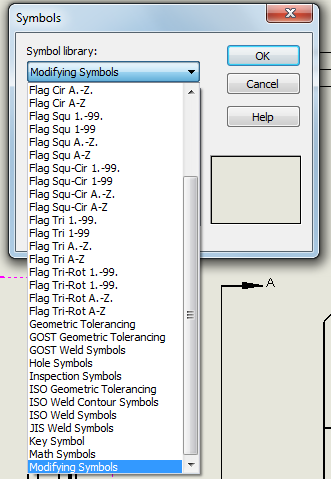 Symbols
Symbol library:
Modifying Symbols
OK
Cancel
Help
Flag Cir A.-Z.
Flag Cir A-Z
Flag Squ 1.-99.
Flag Squ 1-99
Flag Squ A.-Z.
Flag Squ A-Z
Flag Squ-Cir 1.-99.
Flag Squ-Cir 1-99
Flag Squ-Cir A.-Z.
Flag Squ-Cir A-Z
Flag Tri 1.-99.
Flag Tri 1-99
Flag Tri A.-Z.
Flag Tri A-Z
Flag Tri-Rot 1.-99.
Flag Tri-Rot 1.-99.
Flag Tri-Rot A.-Z.
Flag Tri-Rot A-Z
Geometric Tolerancing
GOST Geometric Tolerancing
GOST Weld Symbols
Hole Symbols
Inspection Symbols
ISO Geometric Tolerancing
ISO Weld Contour Symbols
ISO Weld Symbols
JIS Weld Symbols
Key Symbol
Math Symbols
Modifying Symbols
A